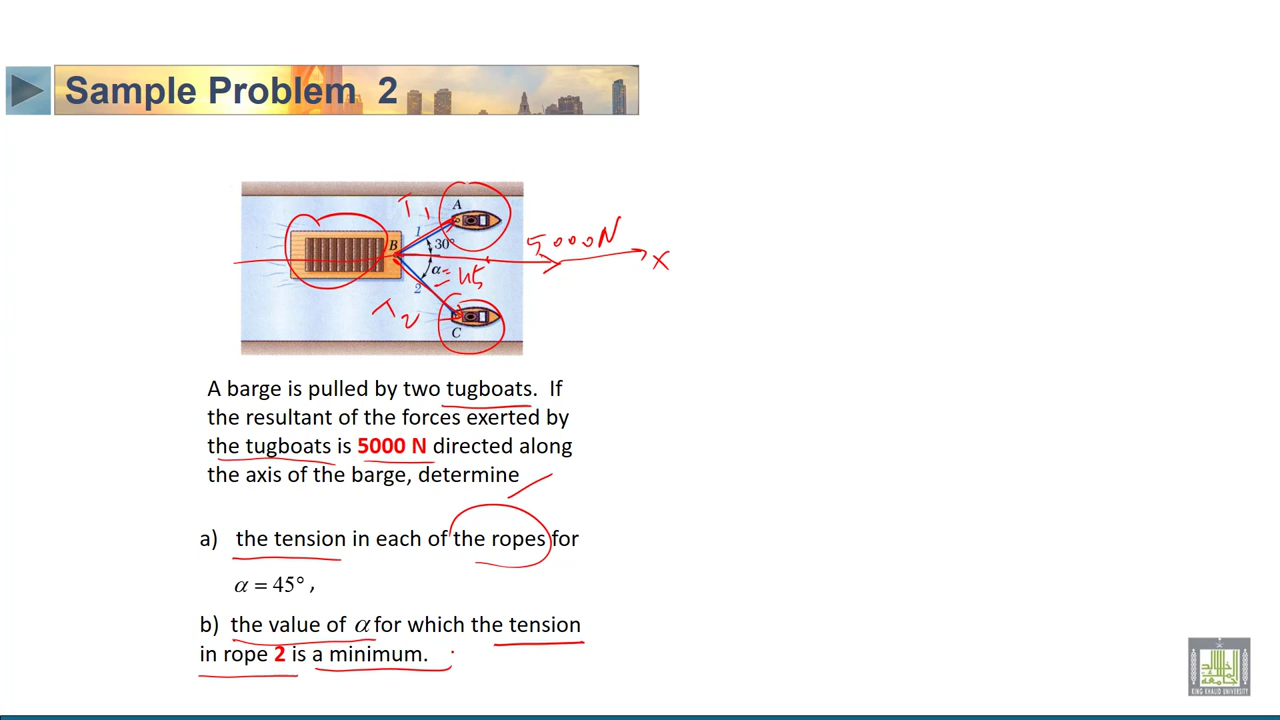 Sample Problem 2
A
T1
1
B
30°
5000N
x
α = 45°
2
T2
C
A barge is pulled by two tugboats. If
the resultant of the forces exerted by
the tugboats is 5000 N directed along
the axis of the barge, determine
a) the tension in each of the ropes for
α = 45°,
b) the value of α for which the tension
in rope 2 is a minimum.
KING KHALID UNIVERSITY